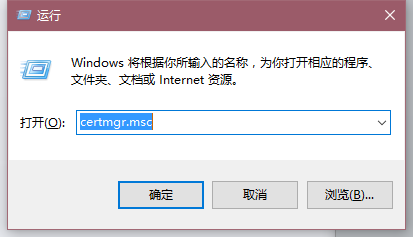 运行
Windows 将根据你所输入的名称，为你打开相应的程序、
文件夹、文档或 Internet 资源。
打开(O): certmgr.msc
确定 取消 浏览(B)...